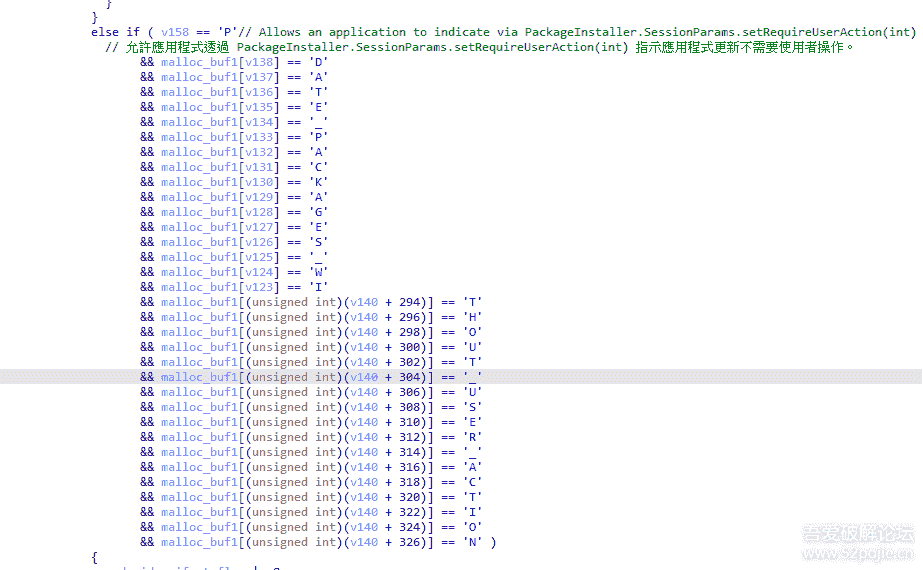 }
}
else if ( v158 == 'P'// Allows an application to indicate via PackageInstaller.SessionParams.setRequireUserAction(int)
// 允許應用程式透過 PackageInstaller.SessionParams.setRequireUserAction(int) 指示應用程式更新不需要使用者操作。
&& malloc_buf1[v138] == 'D'
&& malloc_buf1[v137] == 'A'
&& malloc_buf1[v136] == 'T'
&& malloc_buf1[v135] == 'E'
&& malloc_buf1[v134] == '_'
&& malloc_buf1[v133] == 'P'
&& malloc_buf1[v132] == 'A'
&& malloc_buf1[v131] == 'C'
&& malloc_buf1[v130] == 'K'
&& malloc_buf1[v129] == 'A'
&& malloc_buf1[v128] == 'G'
&& malloc_buf1[v127] == 'E'
&& malloc_buf1[v126] == 'S'
&& malloc_buf1[v125] == '_'
&& malloc_buf1[v124] == 'W'
&& malloc_buf1[v123] == 'I'
&& malloc_buf1[(unsigned int)(v140 + 294)] == 'T'
&& malloc_buf1[(unsigned int)(v140 + 296)] == 'H'
&& malloc_buf1[(unsigned int)(v140 + 298)] == 'O'
&& malloc_buf1[(unsigned int)(v140 + 300)] == 'U'
&& malloc_buf1[(unsigned int)(v140 + 302)] == 'T'
&& malloc_buf1[(unsigned int)(v140 + 304)] == '_'
&& malloc_buf1[(unsigned int)(v140 + 306)] == 'U'
&& malloc_buf1[(unsigned int)(v140 + 308)] == 'S'
&& malloc_buf1[(unsigned int)(v140 + 310)] == 'E'
&& malloc_buf1[(unsigned int)(v140 + 312)] == 'R'
&& malloc_buf1[(unsigned int)(v140 + 314)] == '_'
&& malloc_buf1[(unsigned int)(v140 + 316)] == 'A'
&& malloc_buf1[(unsigned int)(v140 + 318)] == 'C'
&& malloc_buf1[(unsigned int)(v140 + 320)] == 'T'
&& malloc_buf1[(unsigned int)(v140 + 322)] == 'I'
&& malloc_buf1[(unsigned int)(v140 + 324)] == 'O'
&& malloc_buf1[(unsigned int)(v140 + 326)] == 'N' )
{
吾爱破解论坛
www.52pojie.cn